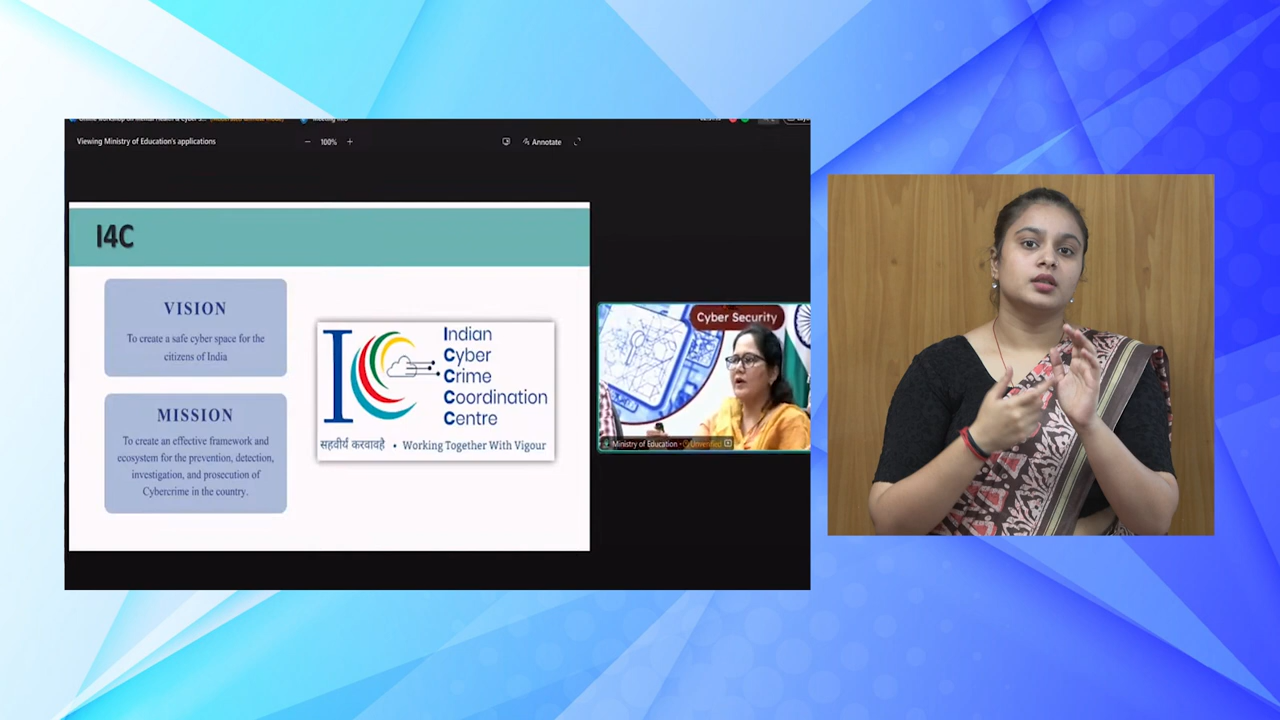 Viewing Ministry of Education's applications
− 100% +
Annotate
I4C
VISION
To create a safe cyber space for the
citizens of India
MISSION
To create an effective framework and
ecosystem for the prevention, detection,
investigation, and prosecution of
Cybercrime in the country.
Indian
Cyber
Crime
Coordination
Centre
सहवीर्यं करवावहै • Working Together With Vigour
Cyber Security
Ministry of Education - Unverified